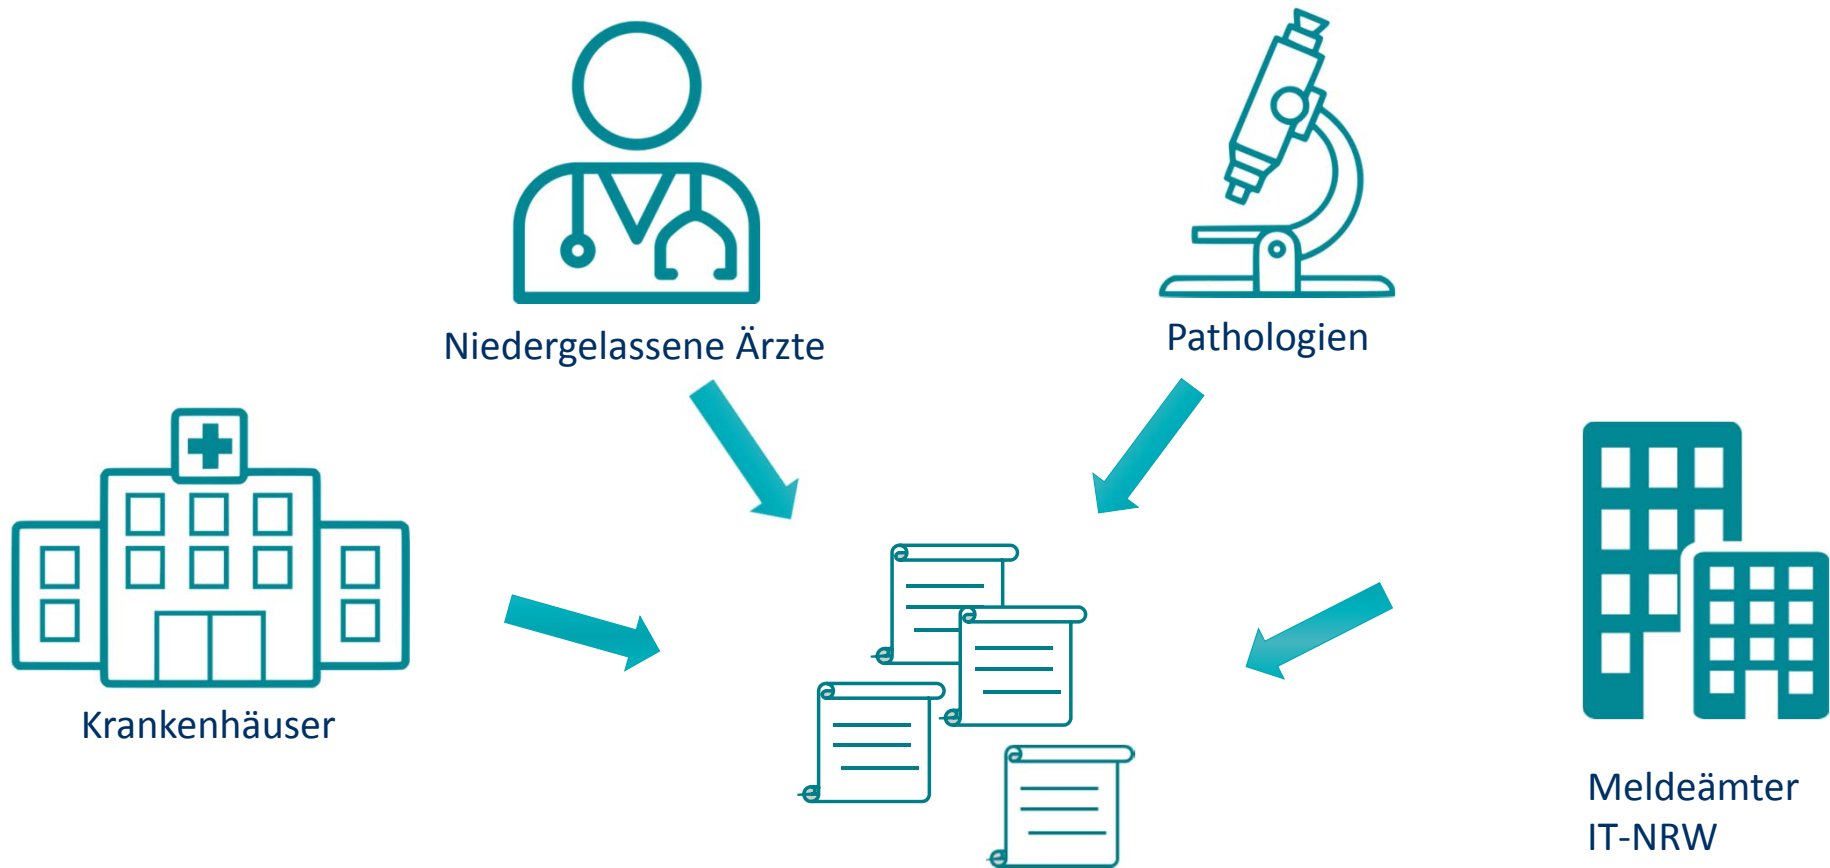 Niedergelassene Ärzte
Pathologien
Krankenhäuser
Meldeämter
IT-NRW